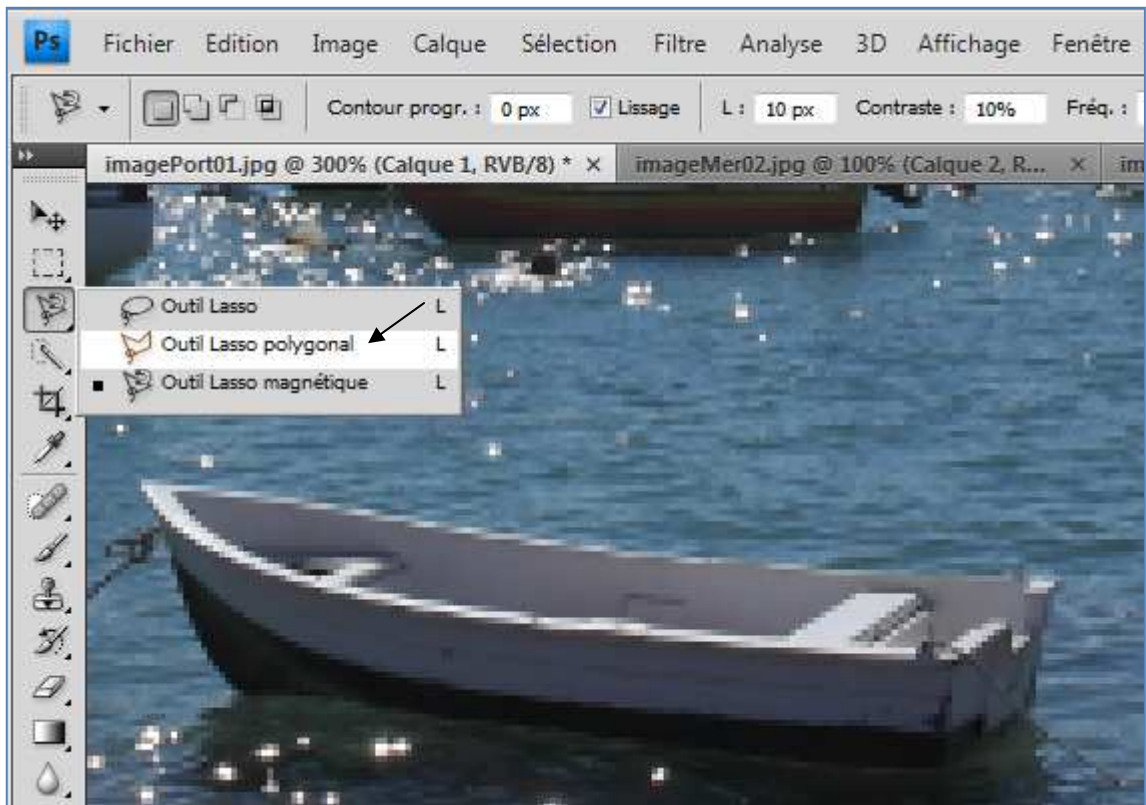 Ps Fichier Edition Image Calque Sélection Filtre Analyse 3D Affichage Fenêtre
Contour progr. : 0 px Lissage L : 10 px Contraste : 10% Fréq. :
imagePort01.jpg @ 300% (Calque 1, RVB/8) * × imageMer02.jpg @ 100% (Calque 2, R... × im
Outil Lasso L
Outil Lasso polygonal L
Outil Lasso magnétique L